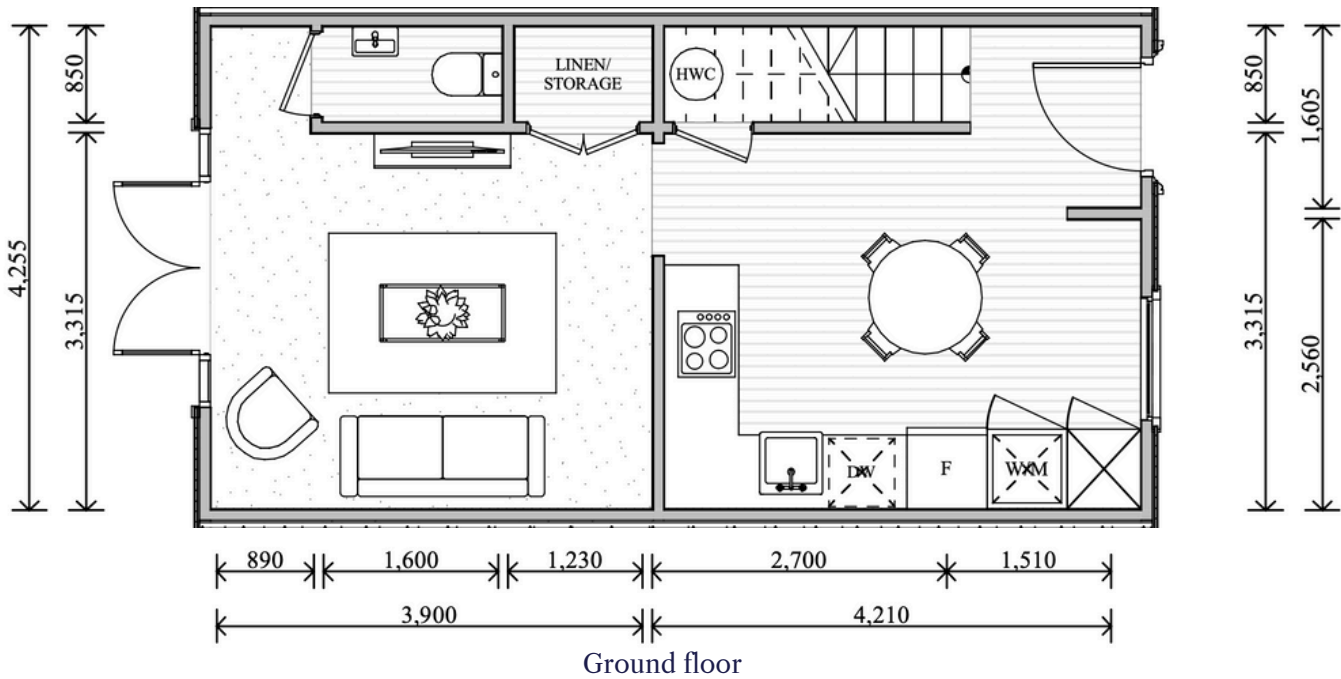 LINEN/
STORAGE
HWC
850
850
1,605
4,255
3,315
3,315
2,560
DW
F
WM
890
1,600
1,230
2,700
1,510
3,900
4,210
Ground floor